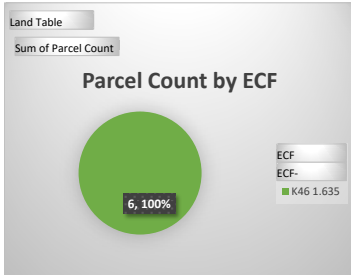 Land Table
Sum of Parcel Count
Parcel Count by ECF
6, 100%
ECF
ECF-
K46 1.635